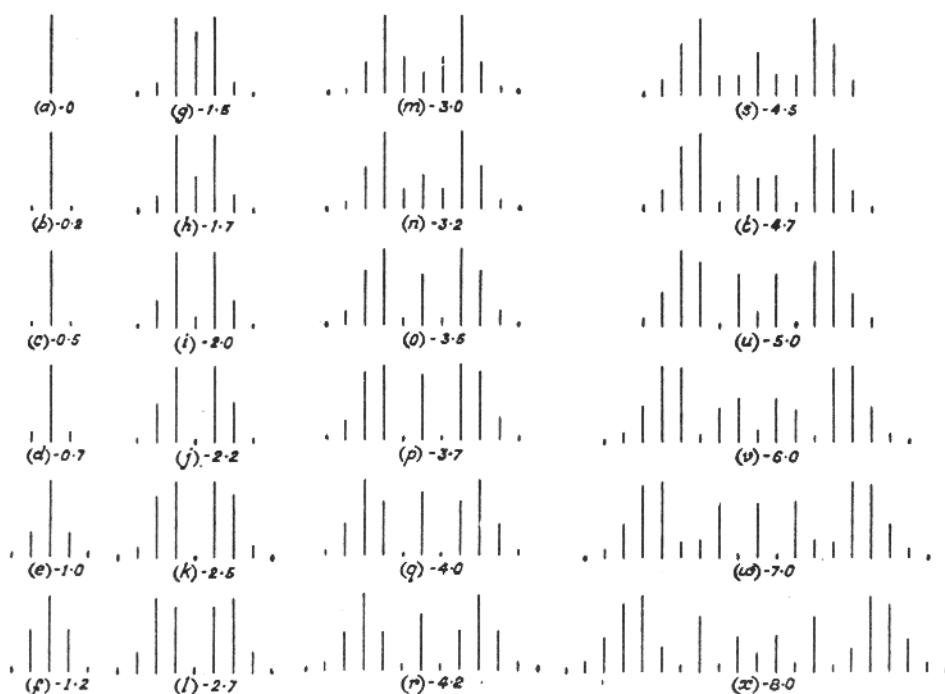 (a)·0
(g)-1·5
(m)-3·0
(s)-4·5
(b)-0·2
(h)-1·7
(n)-3·2
(t)-4·7
(c)-0·5
(i)-2·0
(o)-3·5
(u)-5·0
(d)-0·7
(j)-2·2
(p)-3·7
(v)-6·0
(e)-1·0
(k)-2·5
(q)-4·0
(w)-7·0
(f)-1·2
(l)-2·7
(r)-4·2
(x)-8·0